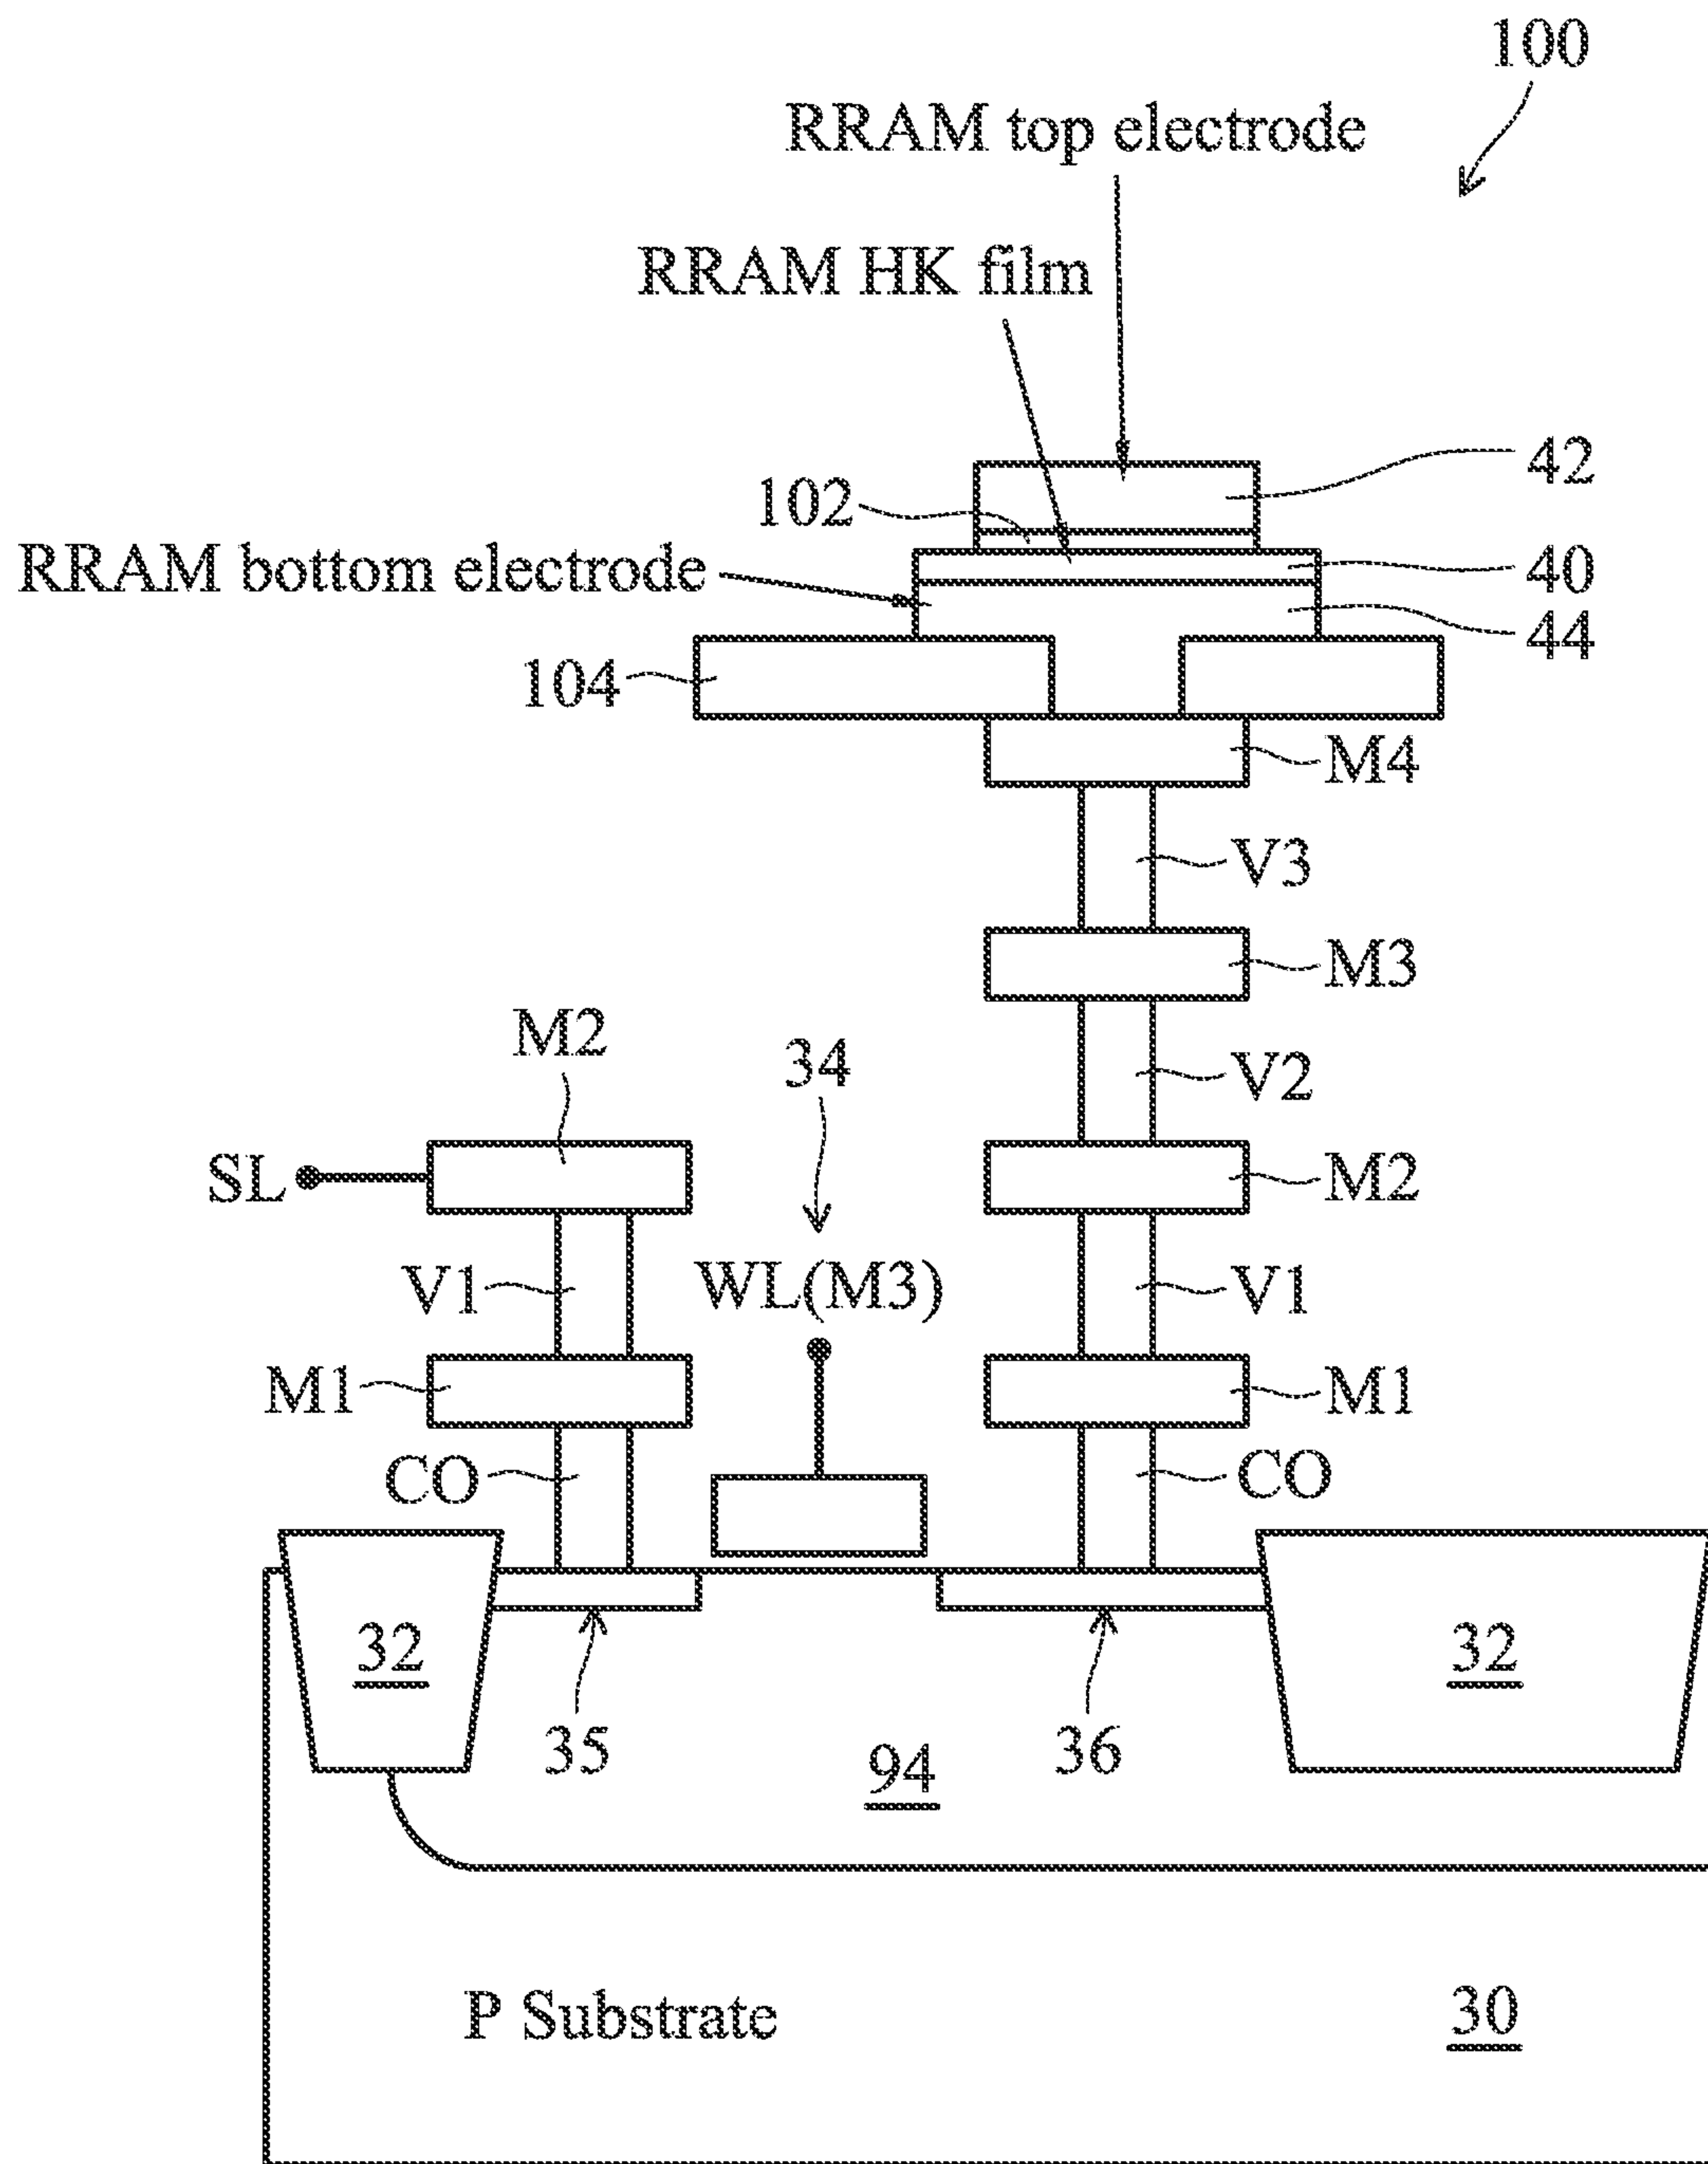 100
RRAM top electrode
RRAM HK film
42
102
RRAM bottom electrode
40
44
104
M4
V3
M3
M2
34
V2
SL
M2
V1
WL(M3)
V1
M1
M1
CO
CO
32
32
35
36
94
P Substrate
30